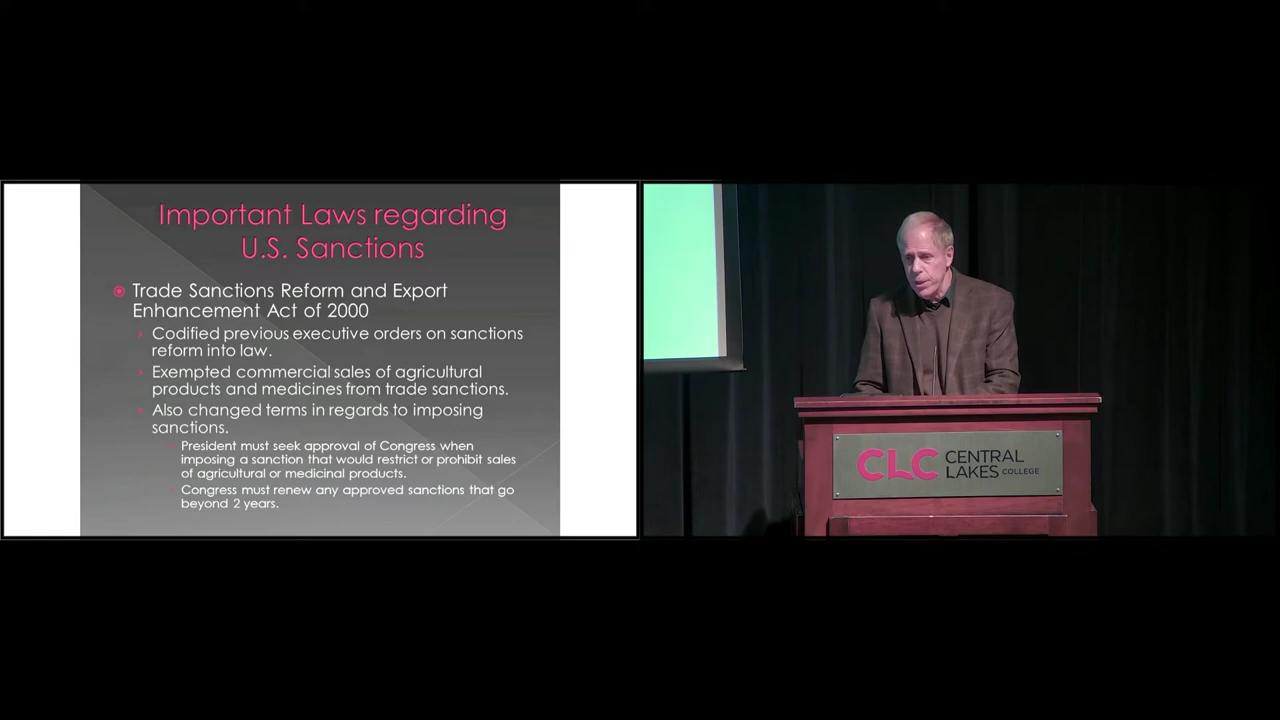 Important Laws regarding
U.S. Sanctions
Trade Sanctions Reform and Export
Enhancement Act of 2000
Codified previous executive orders on sanctions
reform into law.
Exempted commercial sales of agricultural
products and medicines from trade sanctions.
Also changed terms in regards to imposing
sanctions.
President must seek approval of Congress when
imposing a sanction that would restrict or prohibit sales
of agricultural or medicinal products.
Congress must renew any approved sanctions that go
beyond 2 years.
CLC CENTRAL
LAKES COLLEGE